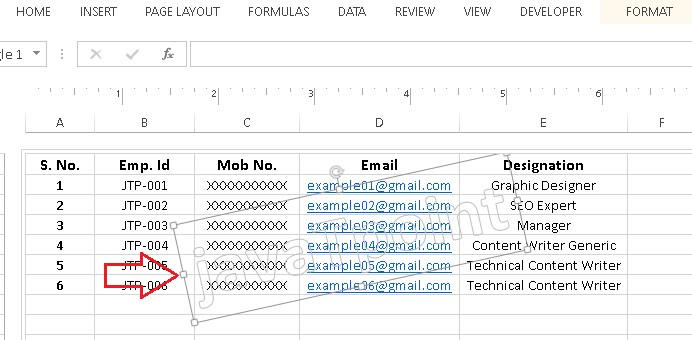 HOME INSERT PAGE LAYOUT FORMULAS DATA REVIEW VIEW DEVELOPER FORMAT
gle 1 fx
1 2 3 4 5 6
A B C D E F
S. No. Emp. Id Mob No. Email Designation
1 JTP-001 XXXXXXXXXX example01@gmail.com Graphic Designer
2 JTP-002 XXXXXXXXXX example02@gmail.com SEO Expert
3 JTP-003 XXXXXXXXXX example03@gmail.com Manager
4 JTP-004 XXXXXXXXXX example04@gmail.com Content Writer Generic
5 JTP-005 XXXXXXXXXX example05@gmail.com Technical Content Writer
6 JTP-006 XXXXXXXXXX example06@gmail.com Technical Content Writer
javaTpoint